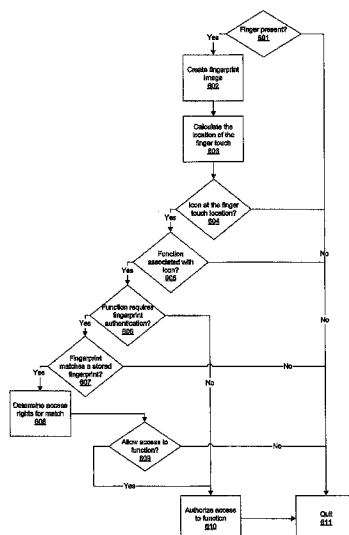 Finger present?
601
Yes
Create fingerprint
image
602
Calculate the
location of the
finger touch
603
Icon at the finger
touch location?
604
Yes
Function
associated with
icon?
605
No
Yes
Function requires
fingerprint
authentication?
606
No
Yes
Fingerprint
matches a stored
fingerprint?
607
No
No
Yes
Determine access
rights for match
608
Allow access to
function?
609
No
Yes
Authorize access
to function
610
Quit
611